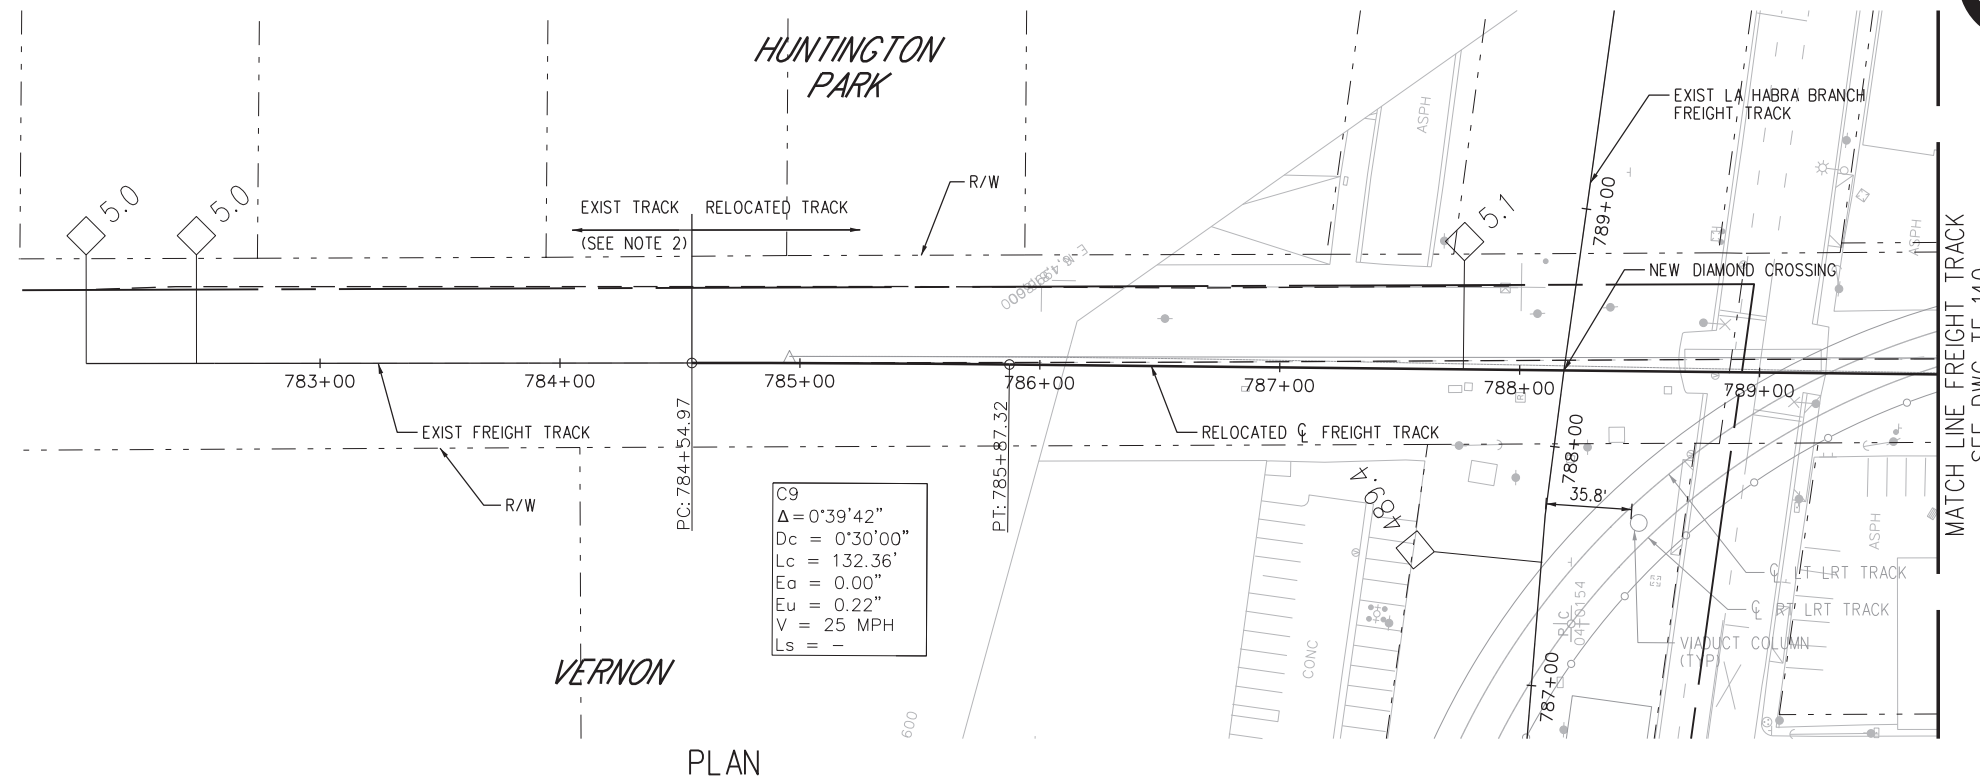 HUNTINGTON
PARK
EXIST LA HABRA BRANCH
FREIGHT TRACK
ASPH
5.0
5.0
R/W
EXIST TRACK
RELOCATED TRACK
(SEE NOTE 2)
5.1
789+00
ASPH
NEW DIAMOND CROSSING
MATCH LINE FREIGHT TRACK
783+00
784+00
785+00
786+00
787+00
788+00
789+00
EXIST FREIGHT TRACK
RELOCATED ℄ FREIGHT TRACK
R/W
PC: 784+54.97
PT: 785+87.32
788+00
489.4
35.8'
C9
Δ = 0°39'42"
Dc = 0°30'00"
Lc = 132.36'
Ea = 0.00"
Eu = 0.22"
V = 25 MPH
Ls = -
ASPH
℄ LT LRT TRACK
℄ RT LRT TRACK
VIADUCT COLUMN
(TYP)
CONC
787+00
VERNON
600
PLAN